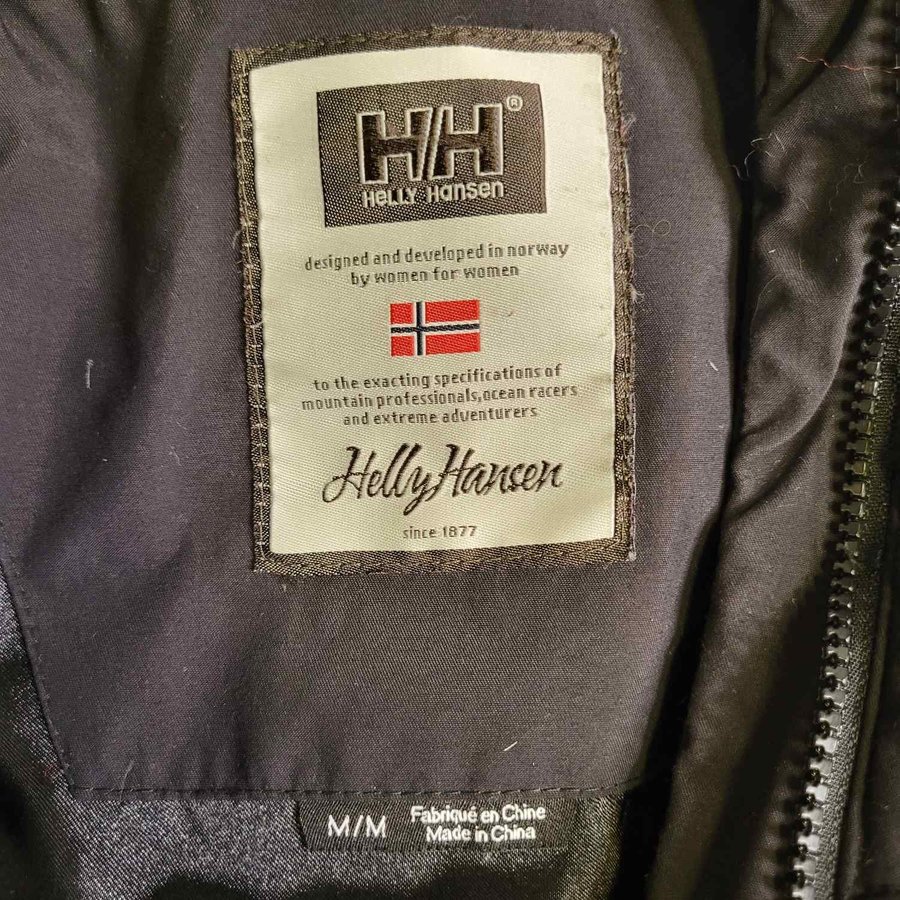 HH®
HELLY HANSEN
designed and developed in norway
by women for women
to the exacting specifications of
mountain professionals,ocean racers
and extreme adventurers
Helly Hansen
since 1877
M/M
Fabriqué en Chine
Made in China